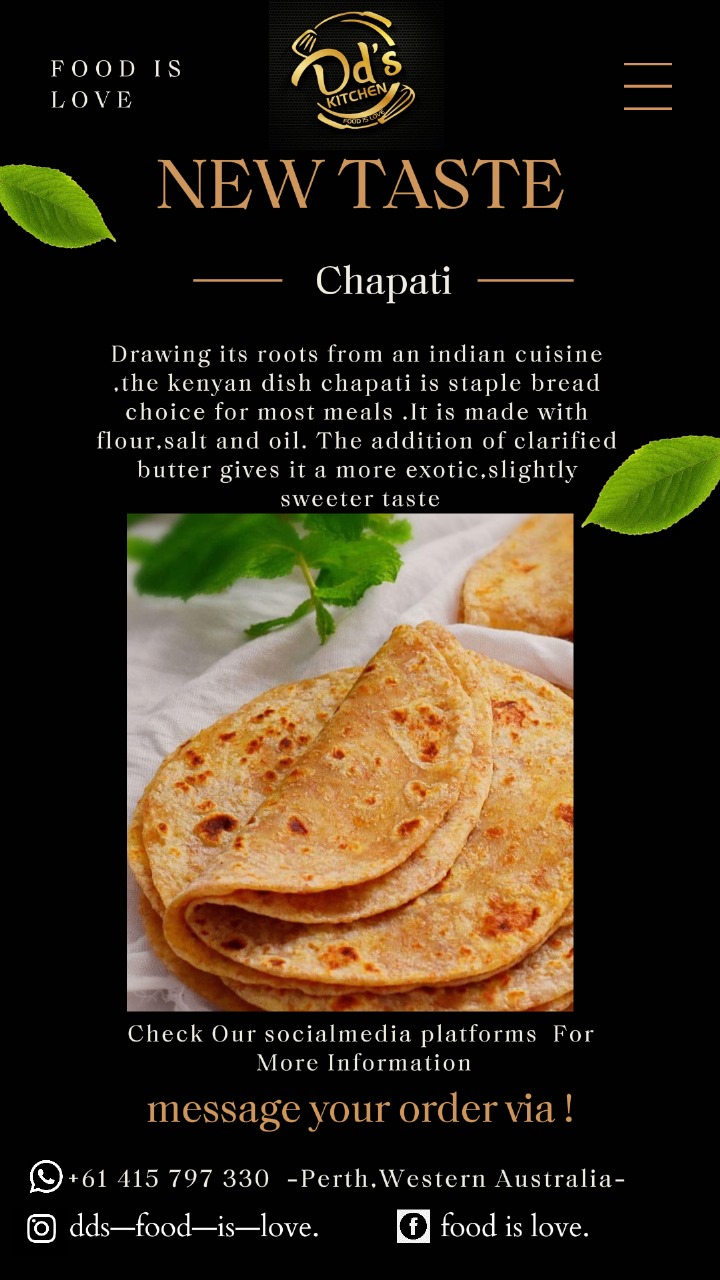 FOOD IS
LOVE
Dd's
KITCHEN
FOOD IS LOVE
NEW TASTE
Chapati
Drawing its roots from an indian cuisine
,the kenyan dish chapati is staple bread
choice for most meals .It is made with
flour,salt and oil. The addition of clarified
butter gives it a more exotic,slightly
sweeter taste
Check Our socialmedia platforms  For
More Information
message your order via !
+61 415 797 330  -Perth,Western Australia-
dds—food—is—love.
food is love.